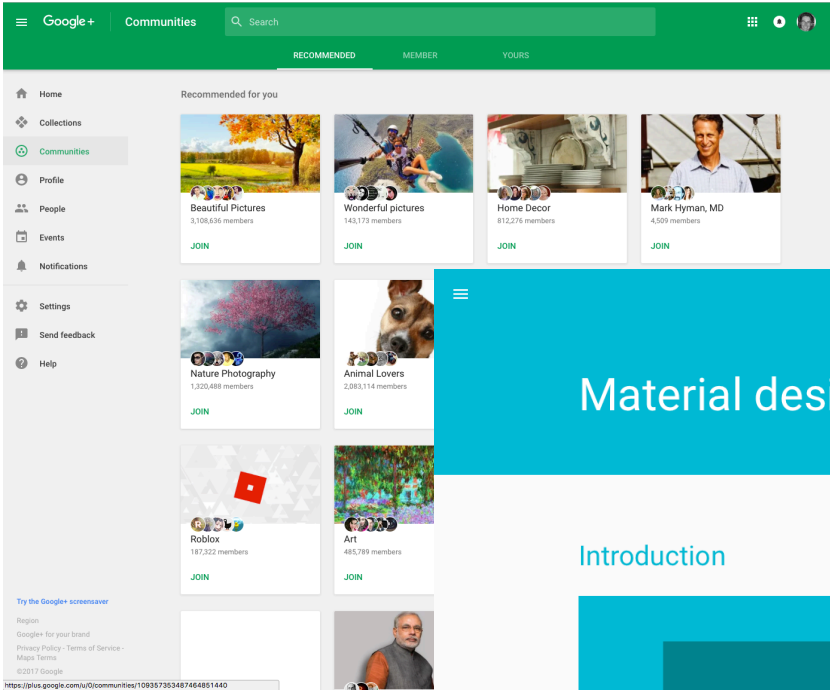 Google+
Communities
Search
RECOMMENDED
MEMBER
YOURS
Home
Collections
Communities
Profile
People
Events
Notifications
Settings
Send feedback
Help
Try the Google+ screensaver
Region
Google+ for your brand
Privacy Policy - Terms of Service -
Maps Terms
©2017 Google
https://plus.google.com/u/0/communities/109357353487464851440
Recommended for you
Beautiful Pictures
3,108,636 members
JOIN
Wonderful pictures
143,173 members
JOIN
Home Decor
812,276 members
JOIN
Mark Hyman, MD
4,509 members
JOIN
Nature Photography
1,320,488 members
JOIN
Animal Lovers
2,083,114 members
JOIN
Roblox
187,322 members
JOIN
Art
485,789 members
JOIN
Material des
Introduction